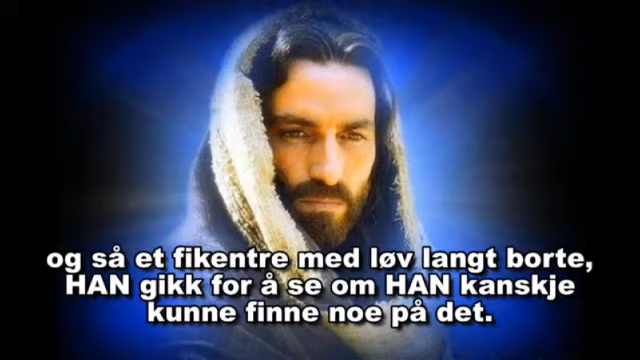 og så et fikentre med løv langt borte,
HAN gikk for å se om HAN kanskje
kunne finne noe på det.